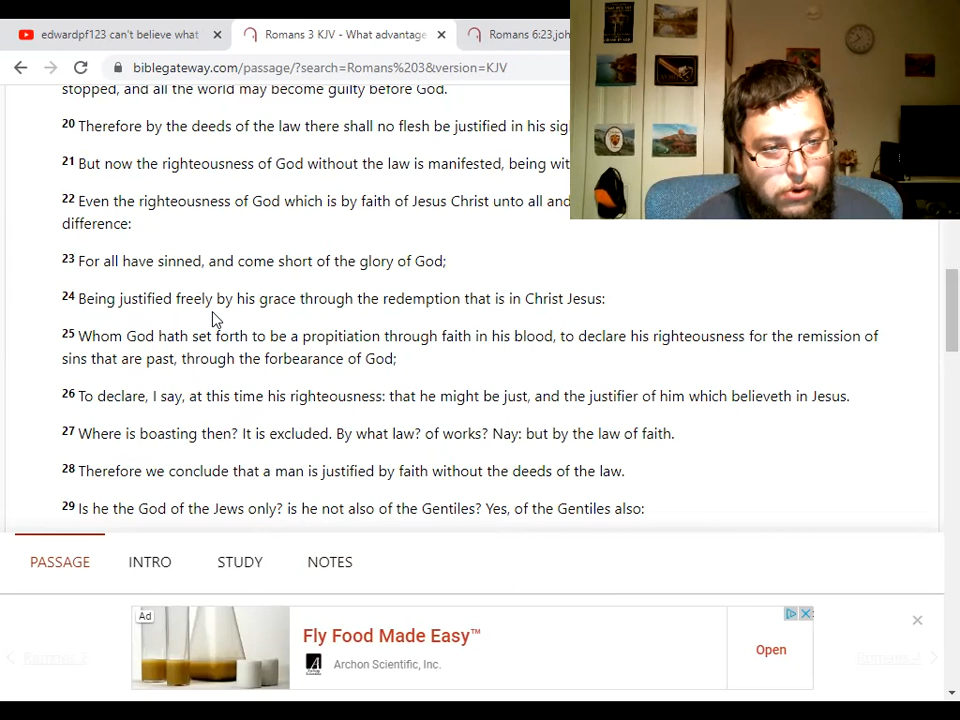 edwardpf123 can't believe what
Romans 3 KJV - What advantage
Romans 6:23,joh
biblegateway.com/passage/?search=Romans%203&version=KJV
stopped, and all the world may become guilty before God.
20 Therefore by the deeds of the law there shall no flesh be justified in his sig
21 But now the righteousness of God without the law is manifested, being wit
22 Even the righteousness of God which is by faith of Jesus Christ unto all and
difference:
23 For all have sinned, and come short of the glory of God;
24 Being justified freely by his grace through the redemption that is in Christ Jesus:
25 Whom God hath set forth to be a propitiation through faith in his blood, to declare his righteousness for the remission of
sins that are past, through the forbearance of God;
26 To declare, I say, at this time his righteousness: that he might be just, and the justifier of him which believeth in Jesus.
27 Where is boasting then? It is excluded. By what law? of works? Nay: but by the law of faith.
28 Therefore we conclude that a man is justified by faith without the deeds of the law.
29 Is he the God of the Jews only? is he not also of the Gentiles? Yes, of the Gentiles also:
PASSAGE INTRO STUDY NOTES
Ad
Fly Food Made Easy™
Archon Scientific, Inc.
Open
Romans 2
Romans 4